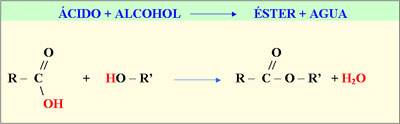 ÁCIDO + ALCOHOL → ÉSTER + AGUA
O O
// //
R – C + HO – R’ → R – C – O – R’ + H₂O
\
OH